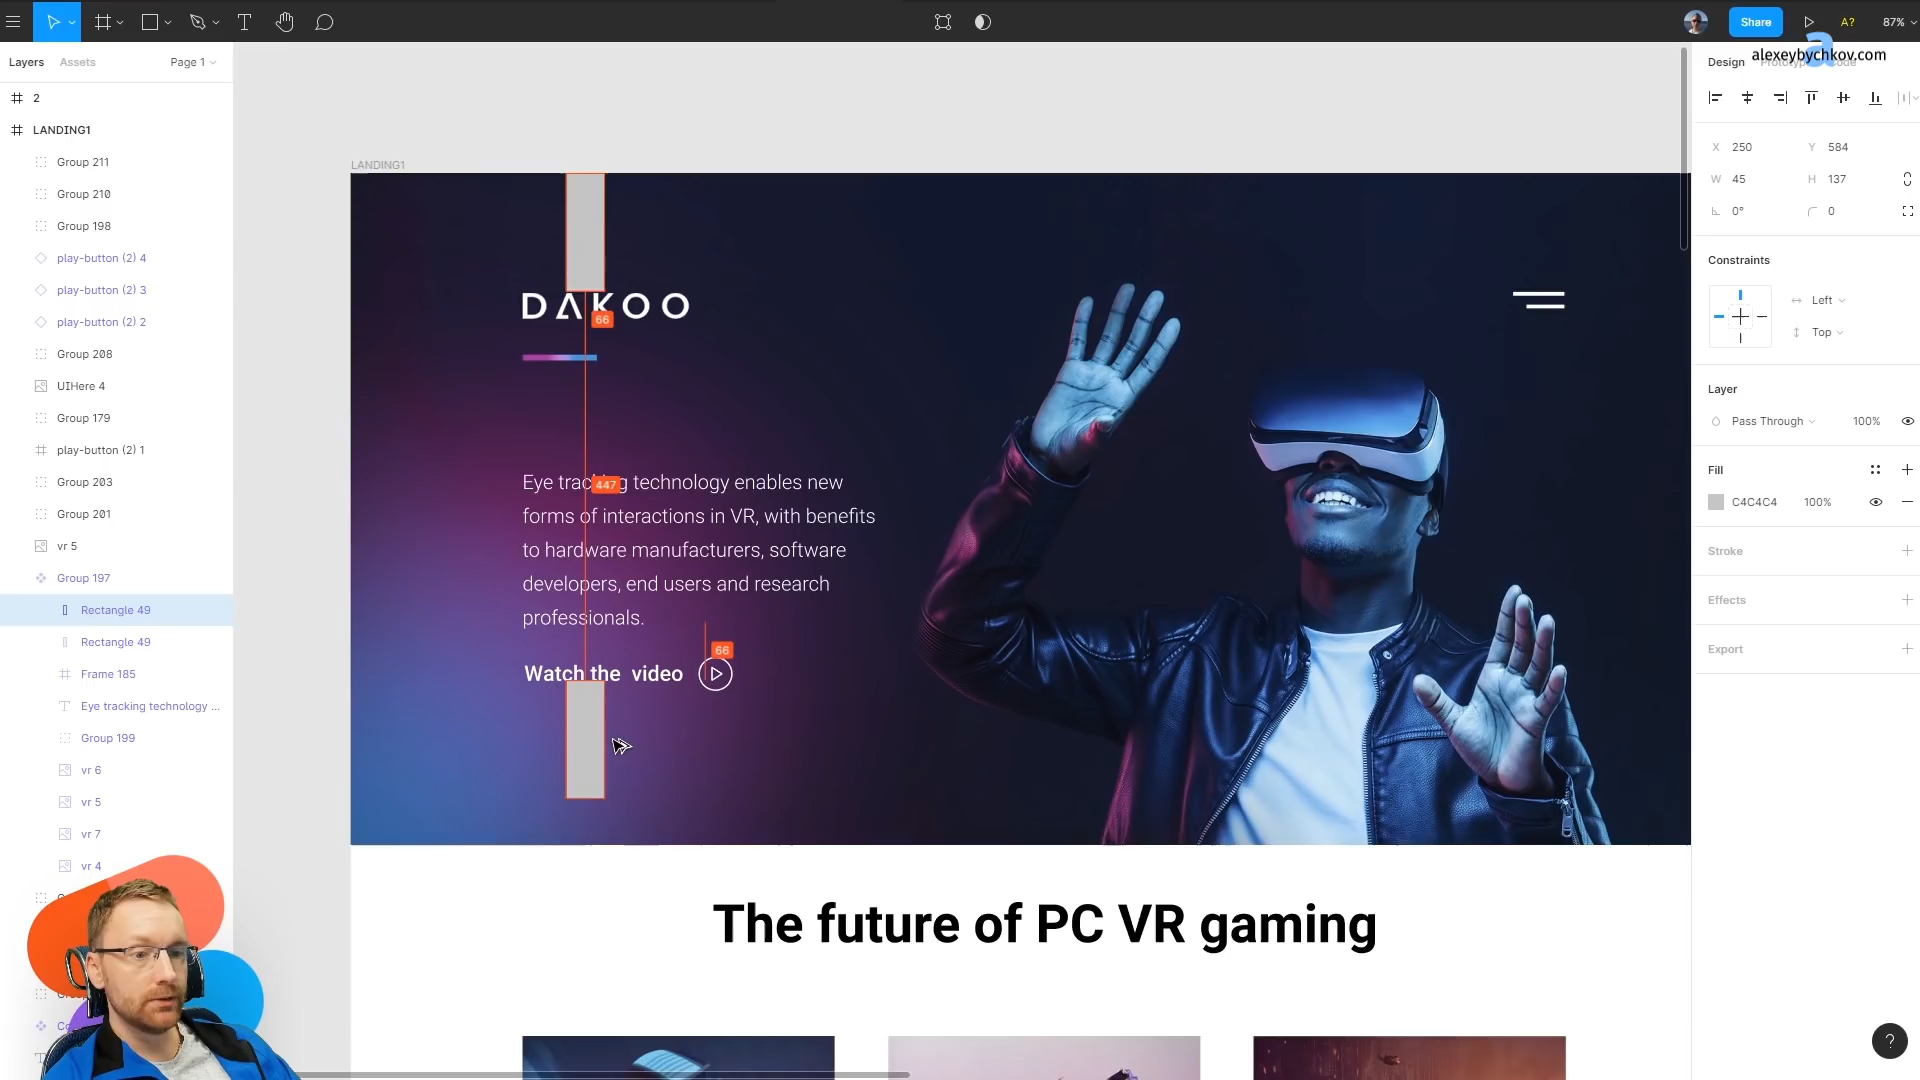 Share
A?
87%
Layers
Assets
Page 1
alexeybychkov.com
Design
2
LANDING1
Group 211
Group 210
Group 198
play-button (2) 4
play-button (2) 3
play-button (2) 2
Group 208
UIHere 4
Group 179
play-button (2) 1
Group 203
Group 201
vr 5
Group 197
Rectangle 49
Rectangle 49
Frame 185
Eye tracking technology ...
Group 199
vr 6
vr 5
vr 7
vr 4
LANDING1
DAKOO
66
Eye tracking technology enables new
447
forms of interactions in VR, with benefits
to hardware manufacturers, software
developers, end users and research
professionals.
66
Watch the video
The future of PC VR gaming
X 250
Y 584
W 45
H 137
0°
0
Constraints
Left
Top
Layer
Pass Through
100%
Fill
C4C4C4
100%
Stroke
Effects
Export
?